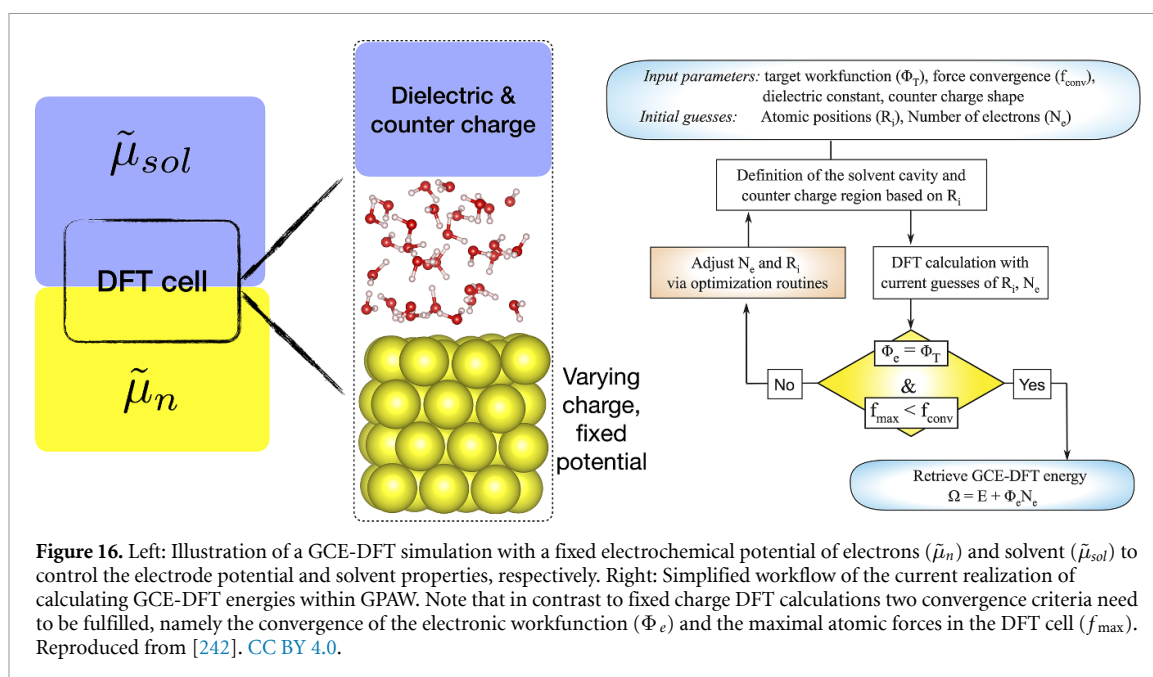 μ̃sol
DFT cell
μ̃n
Dielectric &
counter charge
Varying
charge,
fixed
potential
Input parameters: target workfunction (ΦT), force convergence (fconv),
dielectric constant, counter charge shape
Initial guesses: Atomic positions (Ri), Number of electrons (Ne)
Definition of the solvent cavity and
counter charge region based on Ri
Adjust Ne and Ri
via optimization routines
DFT calculation with
current guesses of Ri, Ne
Φe = ΦT
&
fmax < fconv
No
Yes
Retrieve GCE-DFT energy
Ω = E + ΦeNe
Figure 16. Left: Illustration of a GCE-DFT simulation with a fixed electrochemical potential of electrons (μ̃n) and solvent (μ̃sol) to
control the electrode potential and solvent properties, respectively. Right: Simplified workflow of the current realization of
calculating GCE-DFT energies within GPAW. Note that in contrast to fixed charge DFT calculations two convergence criteria need
to be fulfilled, namely the convergence of the electronic workfunction (Φe) and the maximal atomic forces in the DFT cell (fmax).
Reproduced from [242]. CC BY 4.0.